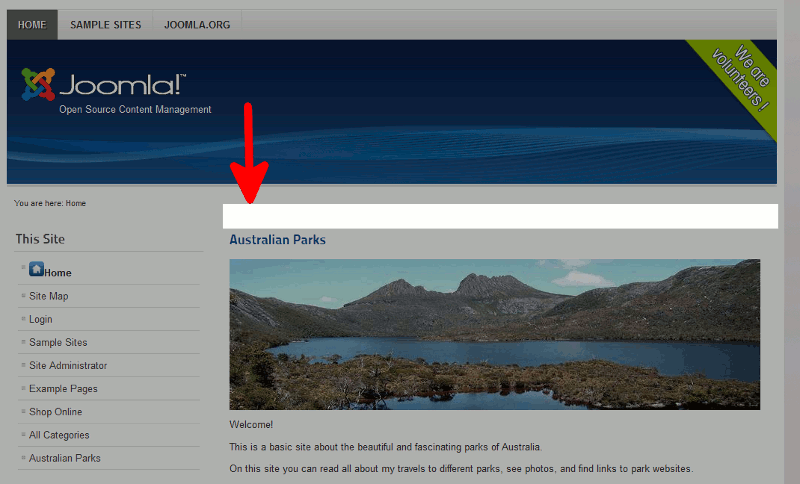 HOME SAMPLE SITES JOOMLA.ORG
Joomla!™
Open Source Content Management
We are
volunteers !
You are here: Home
This Site
Home
Site Map
Login
Sample Sites
Site Administrator
Example Pages
Shop Online
All Categories
Australian Parks
Australian Parks
Welcome!
This is a basic site about the beautiful and fascinating parks of Australia.
On this site you can read all about my travels to different parks, see photos, and find links to park websites.